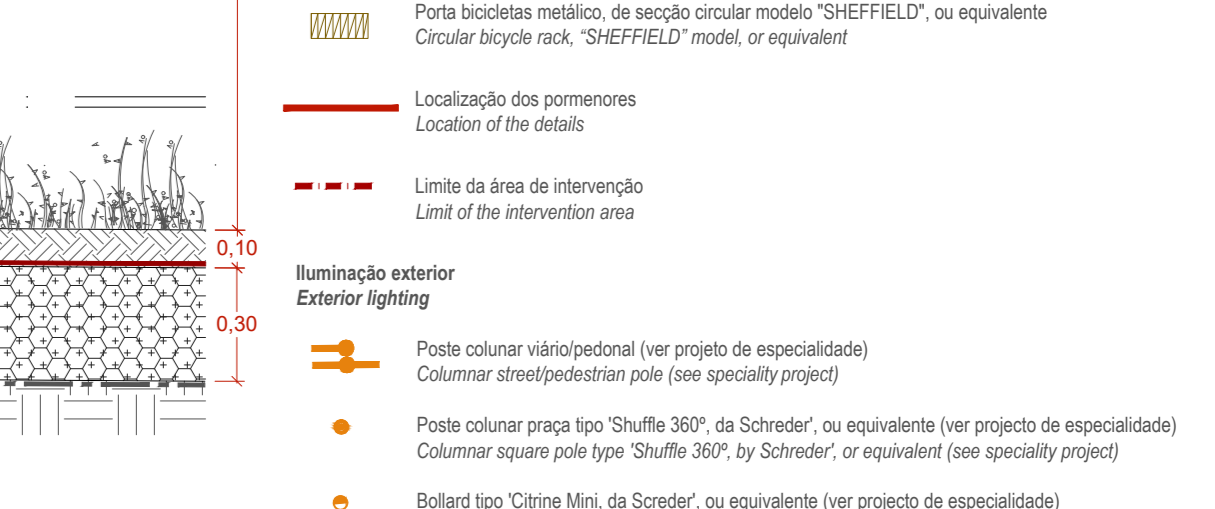 Porta bicicletas metálico, de secção circular modelo "SHEFFIELD", ou equivalente
Circular bicycle rack, “SHEFFIELD” model, or equivalent
Localização dos pormenores
Location of the details
Limite da área de intervenção
Limit of the intervention area
0,10
Iluminação exterior
Exterior lighting
0,30
Poste colunar viário/pedonal (ver projeto de especialidade)
Columnar street/pedestrian pole (see speciality project)
Poste colunar praça tipo 'Shuffle 360º, da Schreder', ou equivalente (ver projecto de especialidade)
Columnar square pole type 'Shuffle 360º, by Schreder', or equivalent (see speciality project)
Bollard tipo 'Citrine Mini, da Screder', ou equivalente (ver projecto de especialidade)